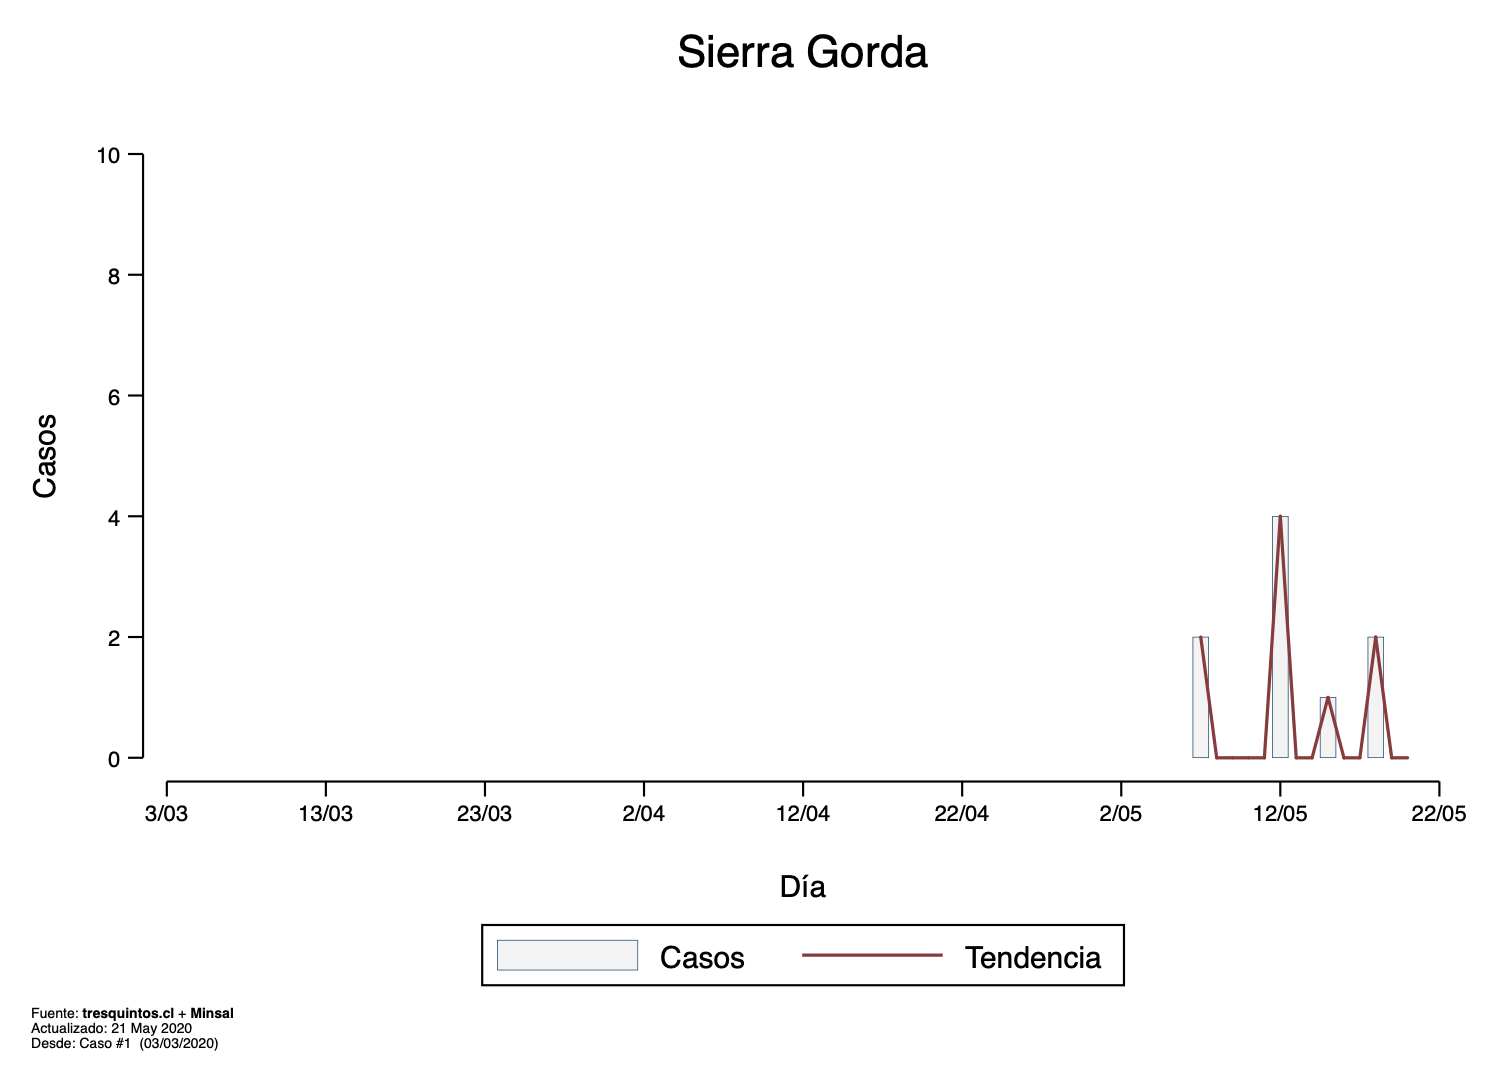 Sierra Gorda
Casos
10
8
6
4
2
0
3/03 13/03 23/03 2/04 12/04 22/04 2/05 12/05 22/05
Día
Casos Tendencia
Fuente: tresquintos.cl + Minsal
Actualizado: 21 May 2020
Desde: Caso #1 (03/03/2020)